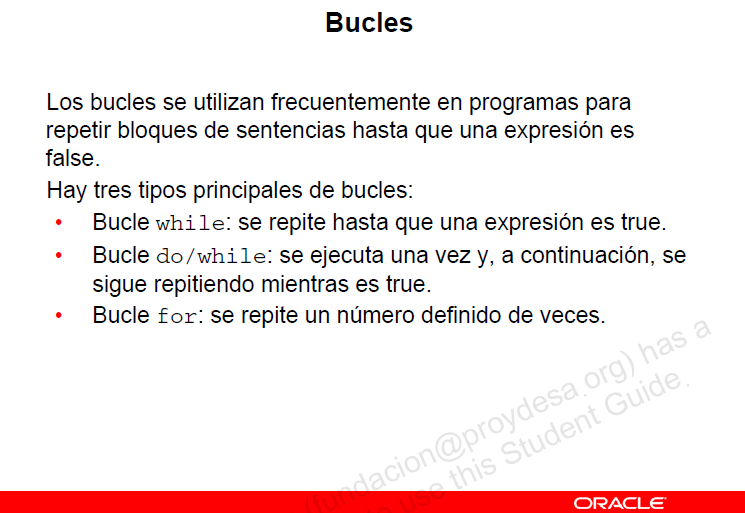 Bucles
Los bucles se utilizan frecuentemente en programas para
repetir bloques de sentencias hasta que una expresión es
false.
Hay tres tipos principales de bucles:
• Bucle while: se repite hasta que una expresión es true.
• Bucle do/while: se ejecuta una vez y, a continuación, se
sigue repitiendo mientras es true.
• Bucle for: se repite un número definido de veces.
fundacion@proydesa.org) has a
use this Student Guide.
ORACLE